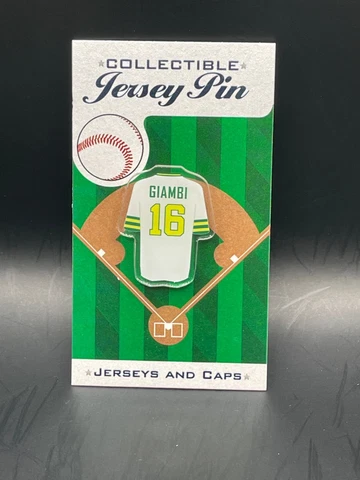 COLLECTIBLE
Jersey Pin
GIAMBI
16
JERSEYS AND CAPS